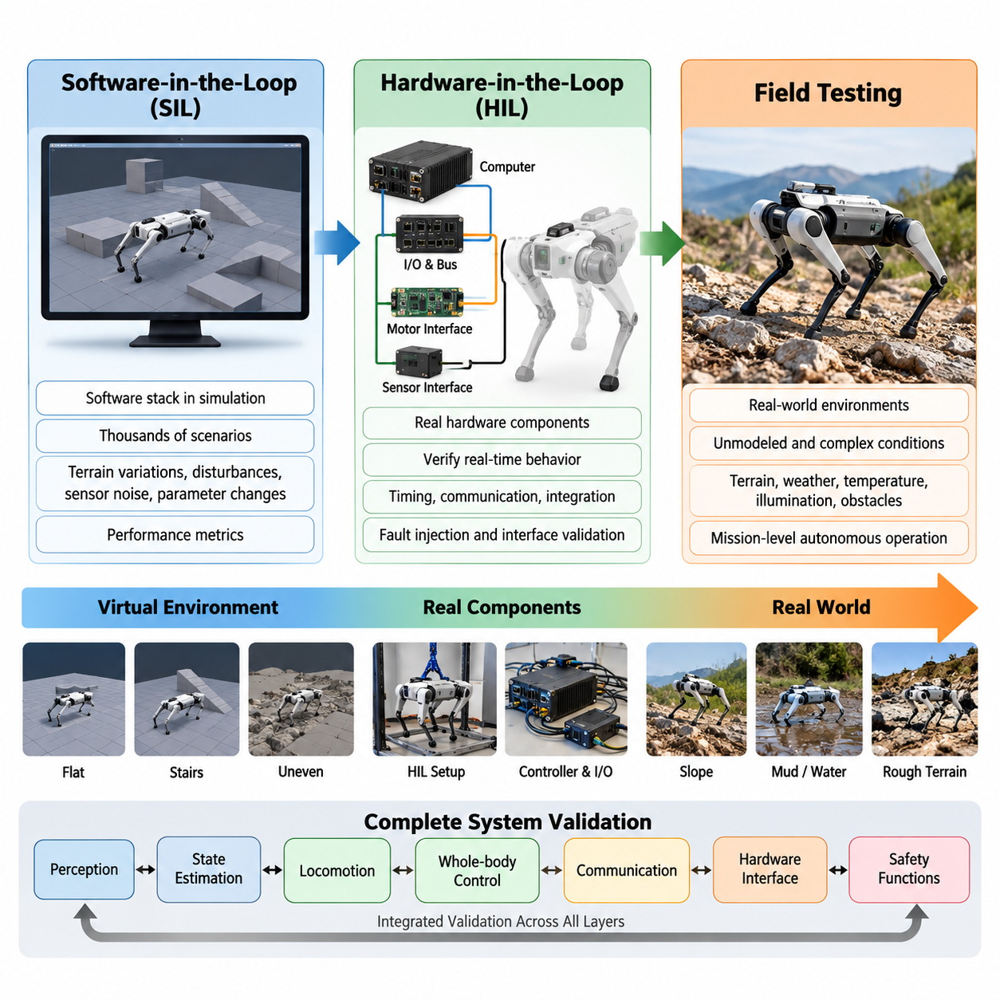 Software-in-the-Loop
(SIL)
Hardware-in-the-Loop
(HIL)
Field Testing
Computer
I/O & Bus
Motor Interface
Sensor Interface
Software stack in simulation
Thousands of scenarios
Terrain variations, disturbances,
sensor noise, parameter changes
Performance metrics
Real hardware components
Verify real-time behavior
Timing, communication, integration
Fault injection and interface validation
Real-world environments
Unmodeled and complex conditions
Terrain, weather, temperature,
illumination, obstacles
Mission-level autonomous operation
Virtual Environment
Real Components
Real World
Flat
Stairs
Uneven
HIL Setup
Controller & I/O
Slope
Mud / Water
Rough Terrain
Complete System Validation
Perception
State
Estimation
Locomotion
Whole-body
Control
Communication
Hardware
Interface
Safety
Functions
Integrated Validation Across All Layers